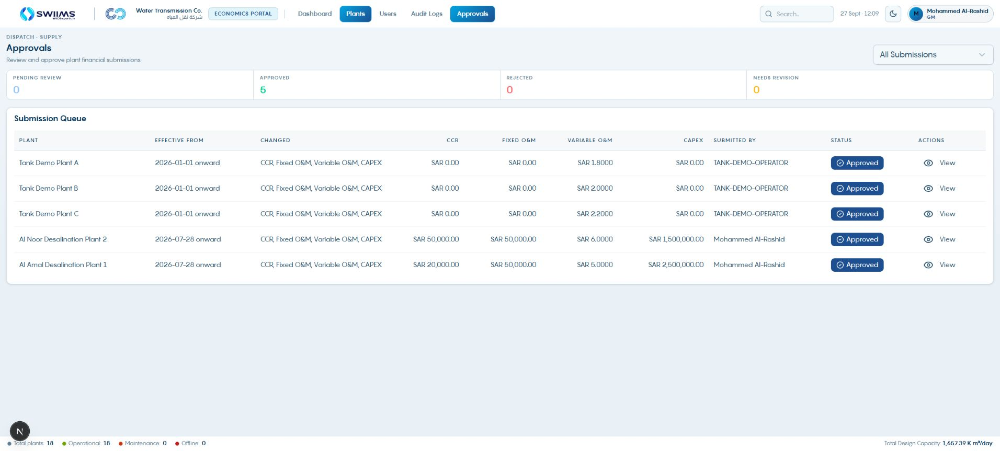 SWIIMS
WIDispatch
Water Transmission Co.
شركة نقل المياه
ECONOMICS PORTAL
Dashboard
Plants
Users
Audit Logs
Approvals
Search...
27 Sept · 12:09
M
Mohammed Al-Rashid
GM
DISPATCH · SUPPLY
Approvals
Review and approve plant financial submissions
All Submissions
PENDING REVIEW
0
APPROVED
5
REJECTED
0
NEEDS REVISION
0
Submission Queue
PLANT EFFECTIVE FROM CHANGED CCR FIXED O&M VARIABLE O&M CAPEX SUBMITTED BY STATUS ACTIONS
Tank Demo Plant A 2026-01-01 onward CCR, Fixed O&M, Variable O&M, CAPEX SAR 0.00 SAR 0.00 SAR 1.8000 SAR 0.00 TANK-DEMO-OPERATOR Approved View
Tank Demo Plant B 2026-01-01 onward CCR, Fixed O&M, Variable O&M, CAPEX SAR 0.00 SAR 0.00 SAR 2.0000 SAR 0.00 TANK-DEMO-OPERATOR Approved View
Tank Demo Plant C 2026-01-01 onward CCR, Fixed O&M, Variable O&M, CAPEX SAR 0.00 SAR 0.00 SAR 2.2000 SAR 0.00 TANK-DEMO-OPERATOR Approved View
Al Noor Desalination Plant 2 2026-07-28 onward CCR, Fixed O&M, Variable O&M, CAPEX SAR 50,000.00 SAR 50,000.00 SAR 6.0000 SAR 1,500,000.00 Mohammed Al-Rashid Approved View
Al Amal Desalination Plant 1 2026-07-28 onward CCR, Fixed O&M, Variable O&M, CAPEX SAR 20,000.00 SAR 50,000.00 SAR 5.0000 SAR 2,500,000.00 Mohammed Al-Rashid Approved View
N
Total plants: 18 Operational: 18 Maintenance: 0 Offline: 0 Total Design Capacity: 1,657.39 K m³/day